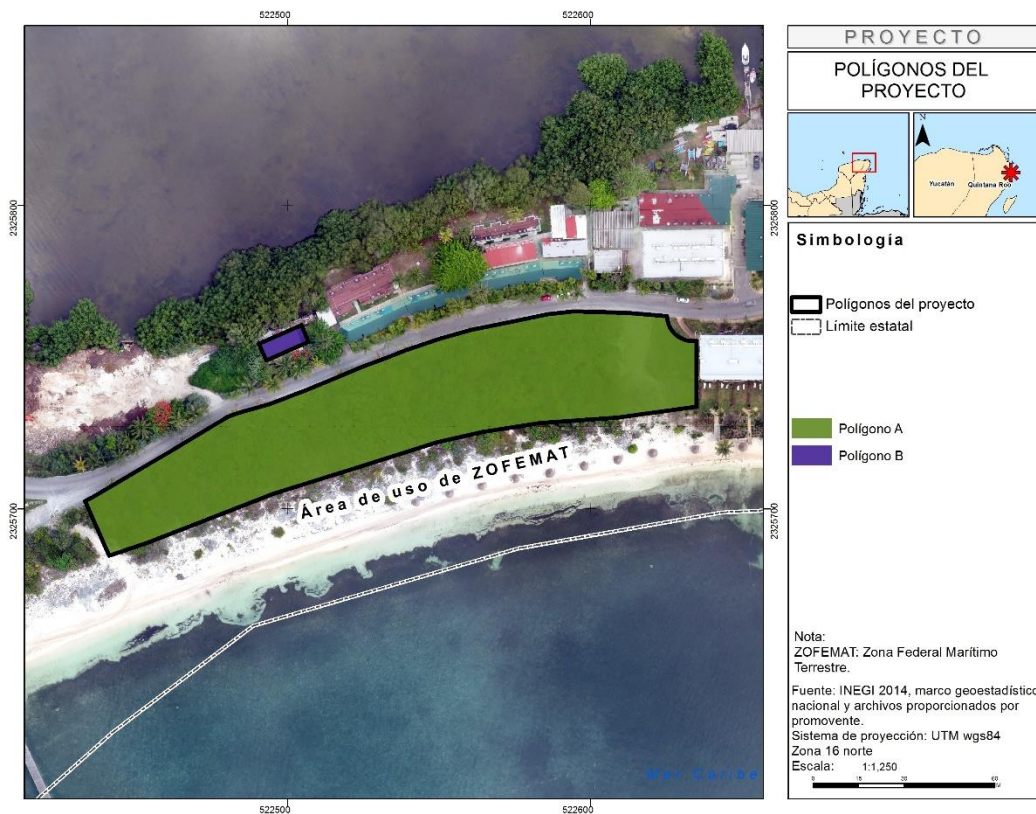 522500
522600
2325800
2325700
2325800
2325700
522500
522600
Área de uso de ZOFEMAT
Mar Caribe
PROYECTO
POLÍGONOS DEL
PROYECTO
N
Yucatán
Quintana Roo
Simbología
Polígonos del proyecto
Límite estatal
Polígono A
Polígono B
Nota:
ZOFEMAT: Zona Federal Marítimo
Terrestre.
Fuente: INEGI 2014, marco geoestadístico
nacional y archivos proporcionados por
promovente.
Sistema de proyección: UTM wgs84
Zona 16 norte
Escala: 1:1,250
60